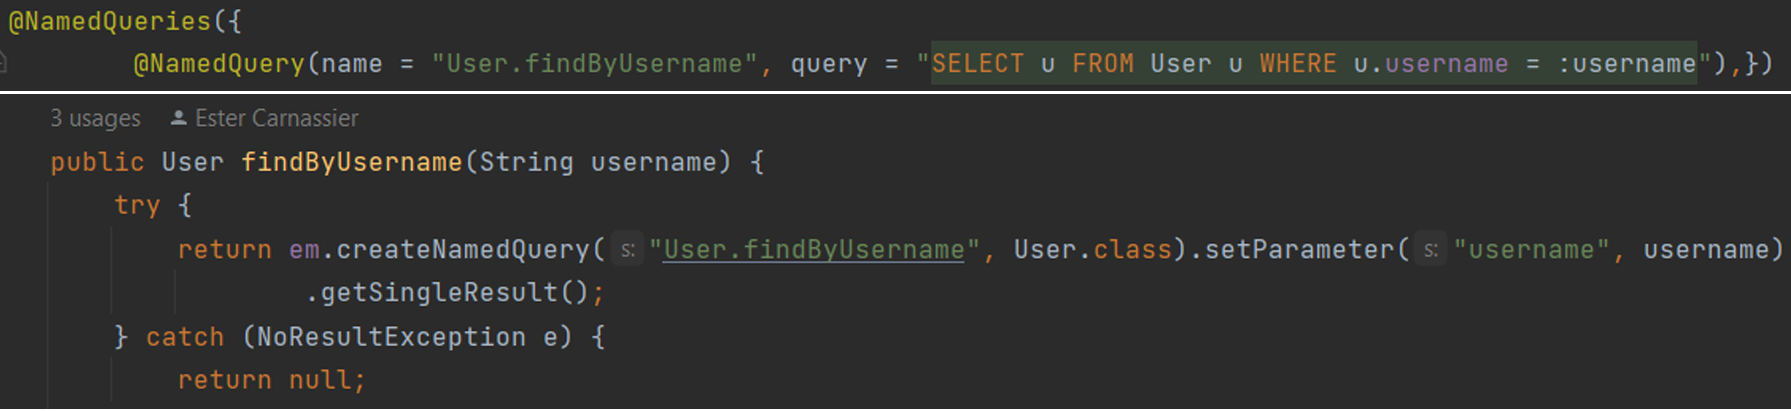 @NamedQueries({
@NamedQuery(name = "User.findByUsername", query = "SELECT u FROM User u WHERE u.username = :username"),})
3 usages Ester Carnassier
public User findByUsername(String username) {
try {
return em.createNamedQuery( s: "User.findByUsername", User.class).setParameter( s: "username", username)
.getSingleResult();
} catch (NoResultException e) {
return null;